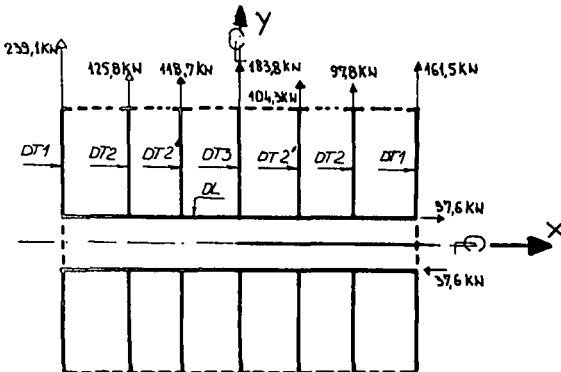 Y
239,1KN
125,8KN
118,7KN
183,8KN
104,3KN
97,8KN
161,5KN
DT1
DT2
DT2'
DT3
DT2'
DT2
DT1
DL
37,6KN
X
37,6KN